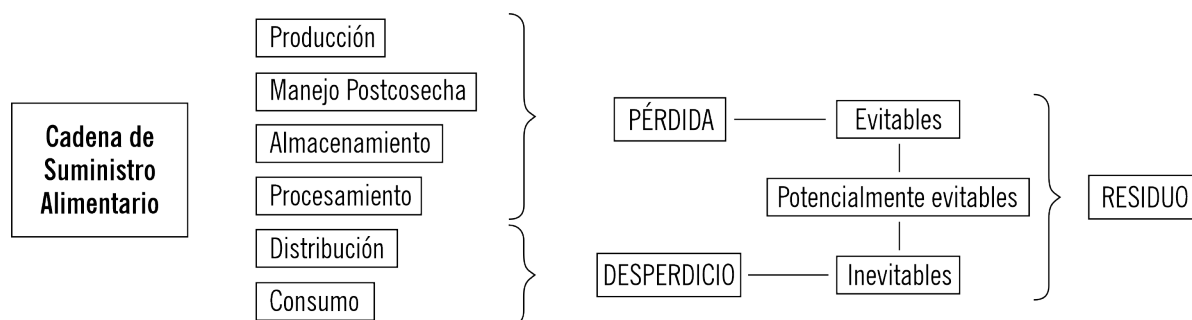 Cadena de
Suministro
Alimentario
Producción
Manejo Postcosecha
Almacenamiento
Procesamiento
Distribución
Consumo
PÉRDIDA
DESPERDICIO
Evitables
Potencialmente evitables
Inevitables
RESIDUO